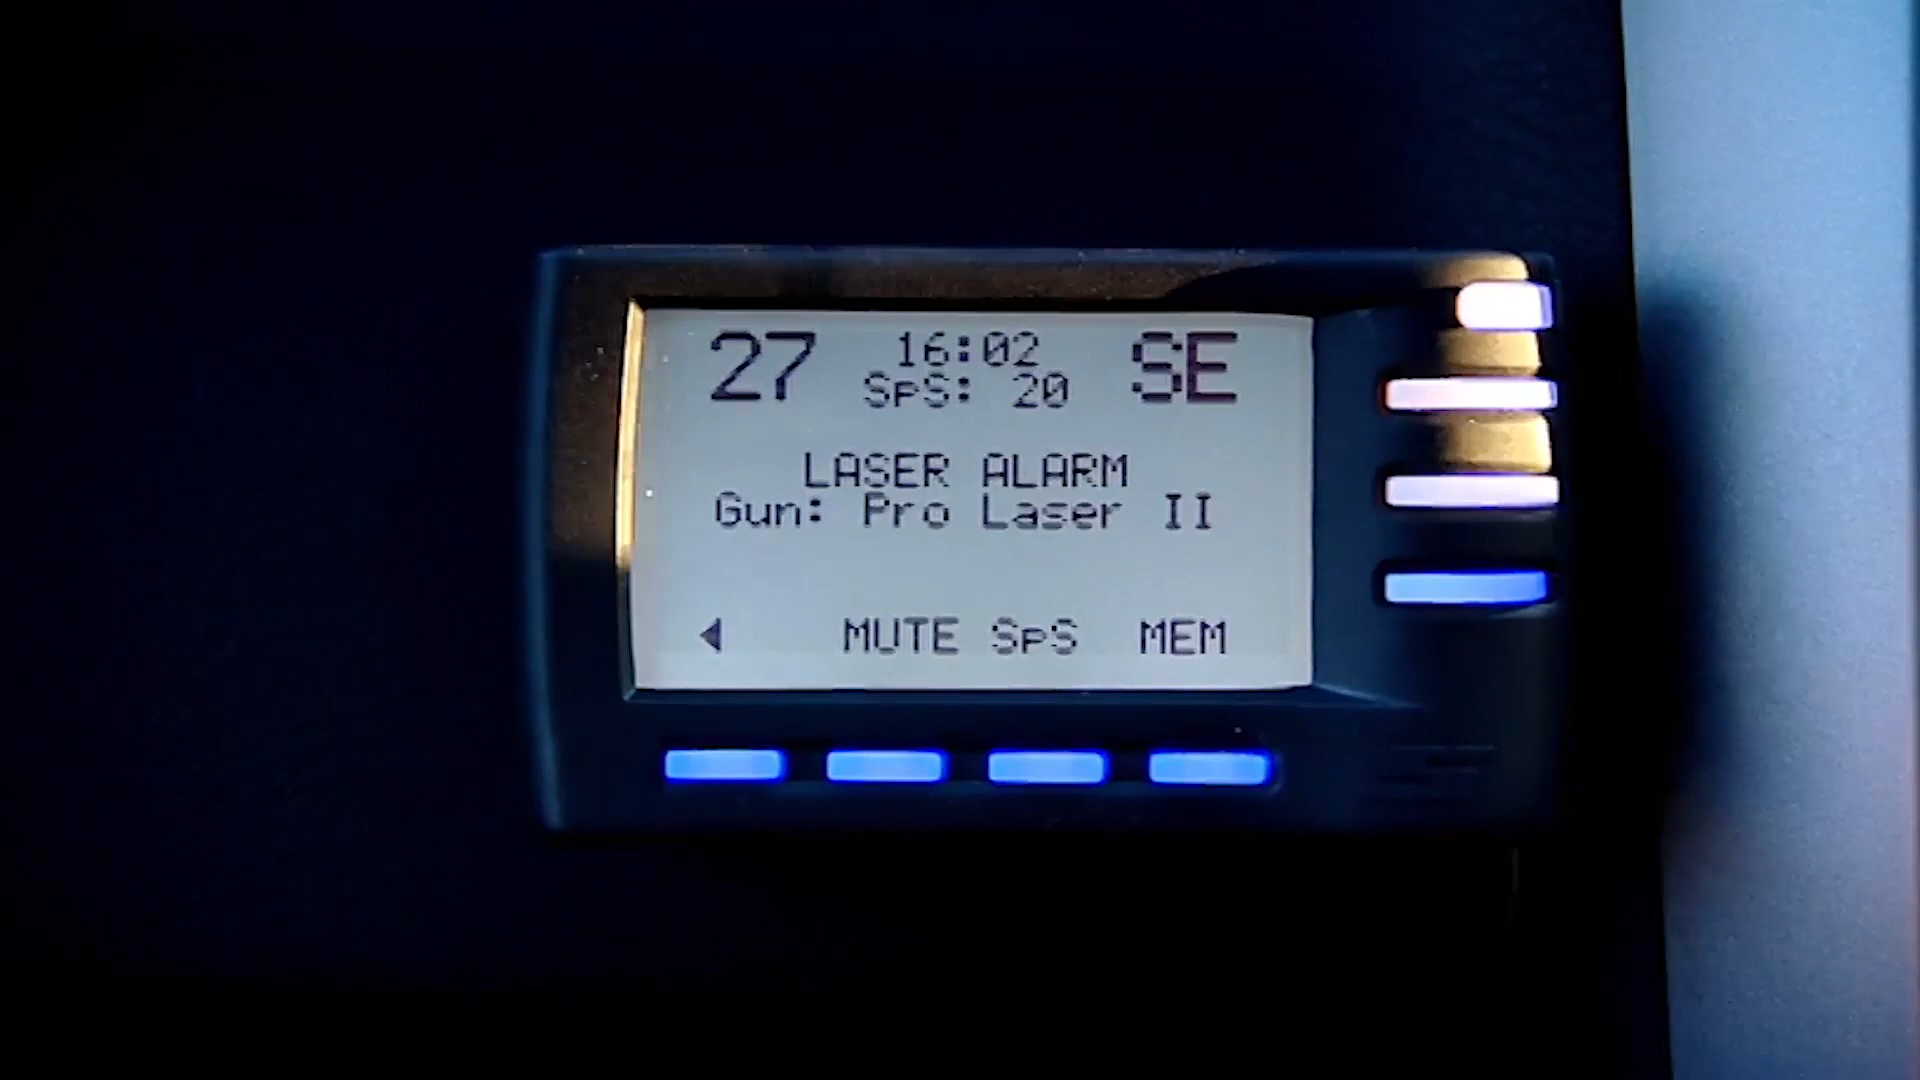 27 16:02 SE
SpS: 20
LASER ALARM
Gun: Pro Laser II
◀ MUTE SpS MEM